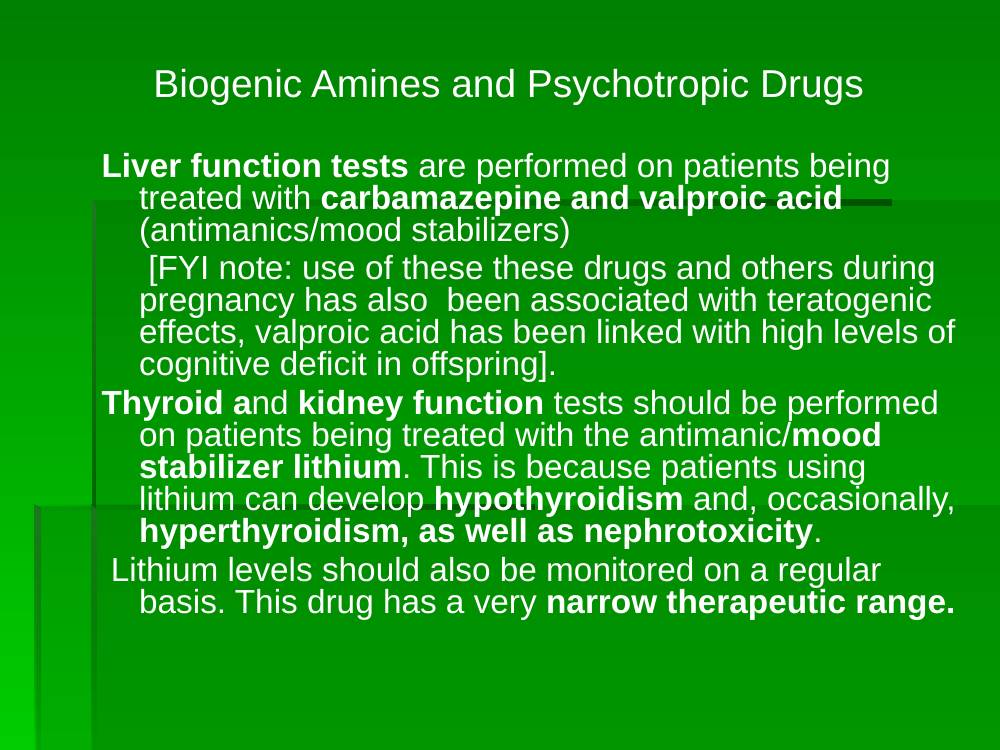 Biogenic Amines and Psychotropic Drugs
Liver function tests are performed on patients being
treated with carbamazepine and valproic acid
(antimanics/mood stabilizers)
[FYI note: use of these these drugs and others during
pregnancy has also  been associated with teratogenic
effects, valproic acid has been linked with high levels of
cognitive deficit in offspring].
Thyroid and kidney function tests should be performed
on patients being treated with the antimanic/mood
stabilizer lithium. This is because patients using
lithium can develop hypothyroidism and, occasionally,
hyperthyroidism, as well as nephrotoxicity.
Lithium levels should also be monitored on a regular
basis. This drug has a very narrow therapeutic range.